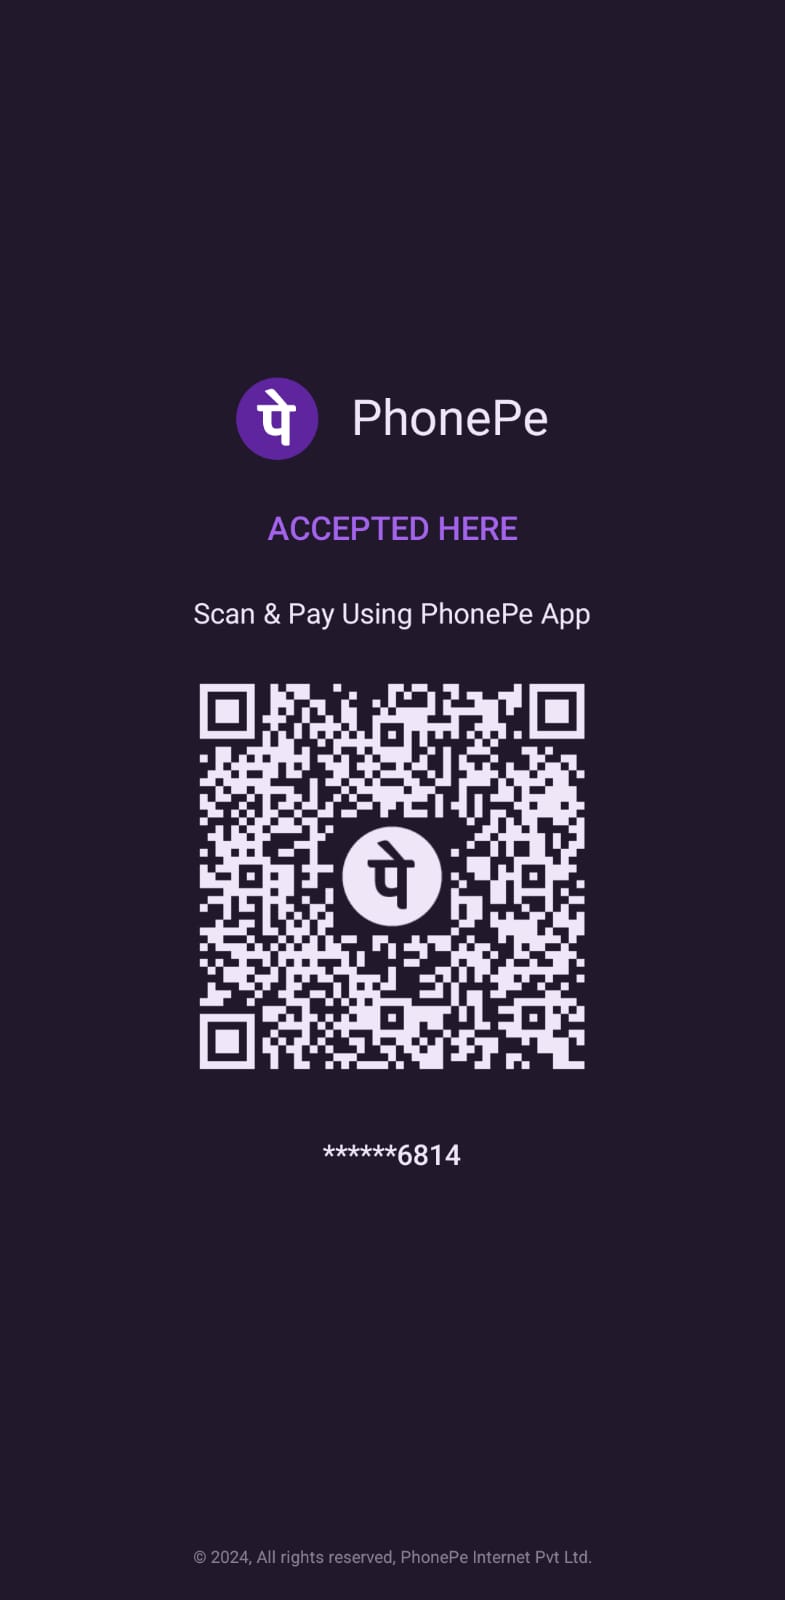 पे PhonePe
ACCEPTED HERE
Scan & Pay Using PhonePe App
पे
******6814
© 2024, All rights reserved, PhonePe Internet Pvt Ltd.